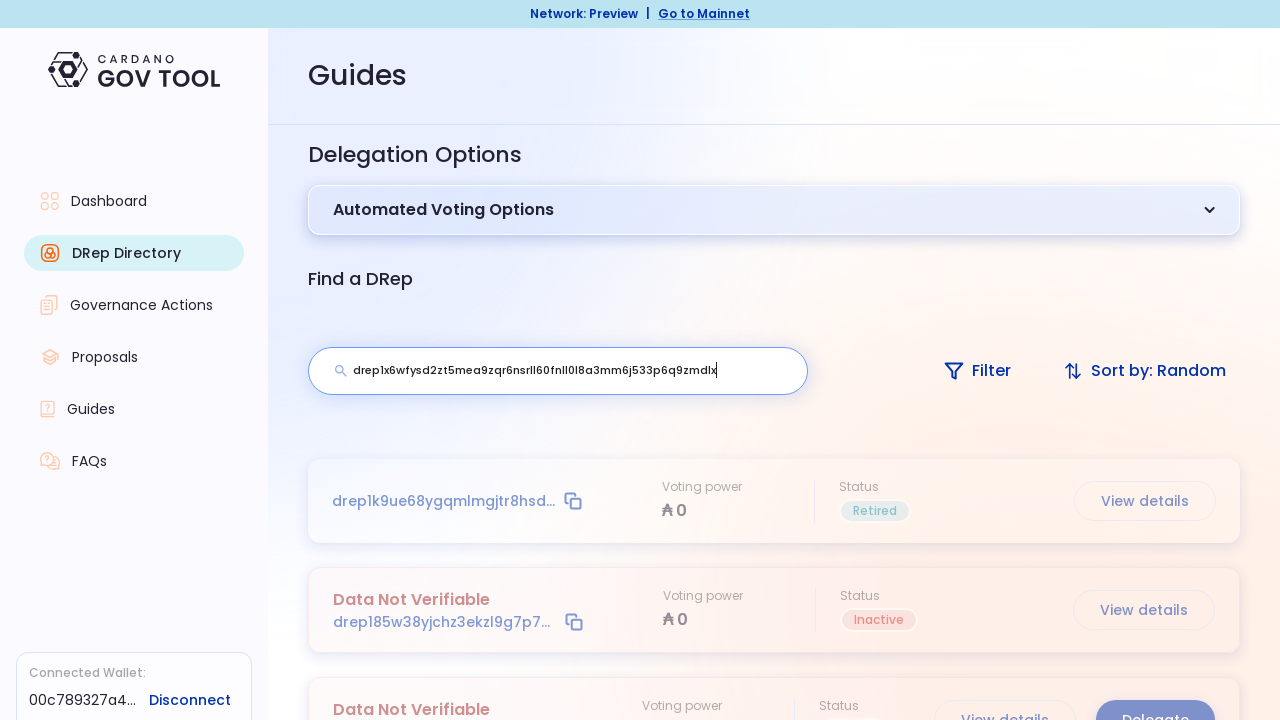 Network: Preview | Go to Mainnet
CARDANO
GOV TOOL
Guides
Delegation Options
Automated Voting Options
Dashboard
DRep Directory
Find a DRep
Governance Actions
Proposals
drep1x6wfysd2zt5mea9zqr6nsrll60fnll0l8a3mm6j533p6q9zmdlx
Filter
Sort by: Random
Guides
FAQs
Voting power
Status
drep1k9ue68ygqmlmgjtr8hsd...
₳ 0
Retired
View details
Data Not Verifiable
drep185w38yjchz3ekzl9g7p7...
Voting power
₳ 0
Status
Inactive
View details
Connected Wallet:
00c789327a4...
Disconnect
Data Not Verifiable
Voting power
Status
View details
Delegate